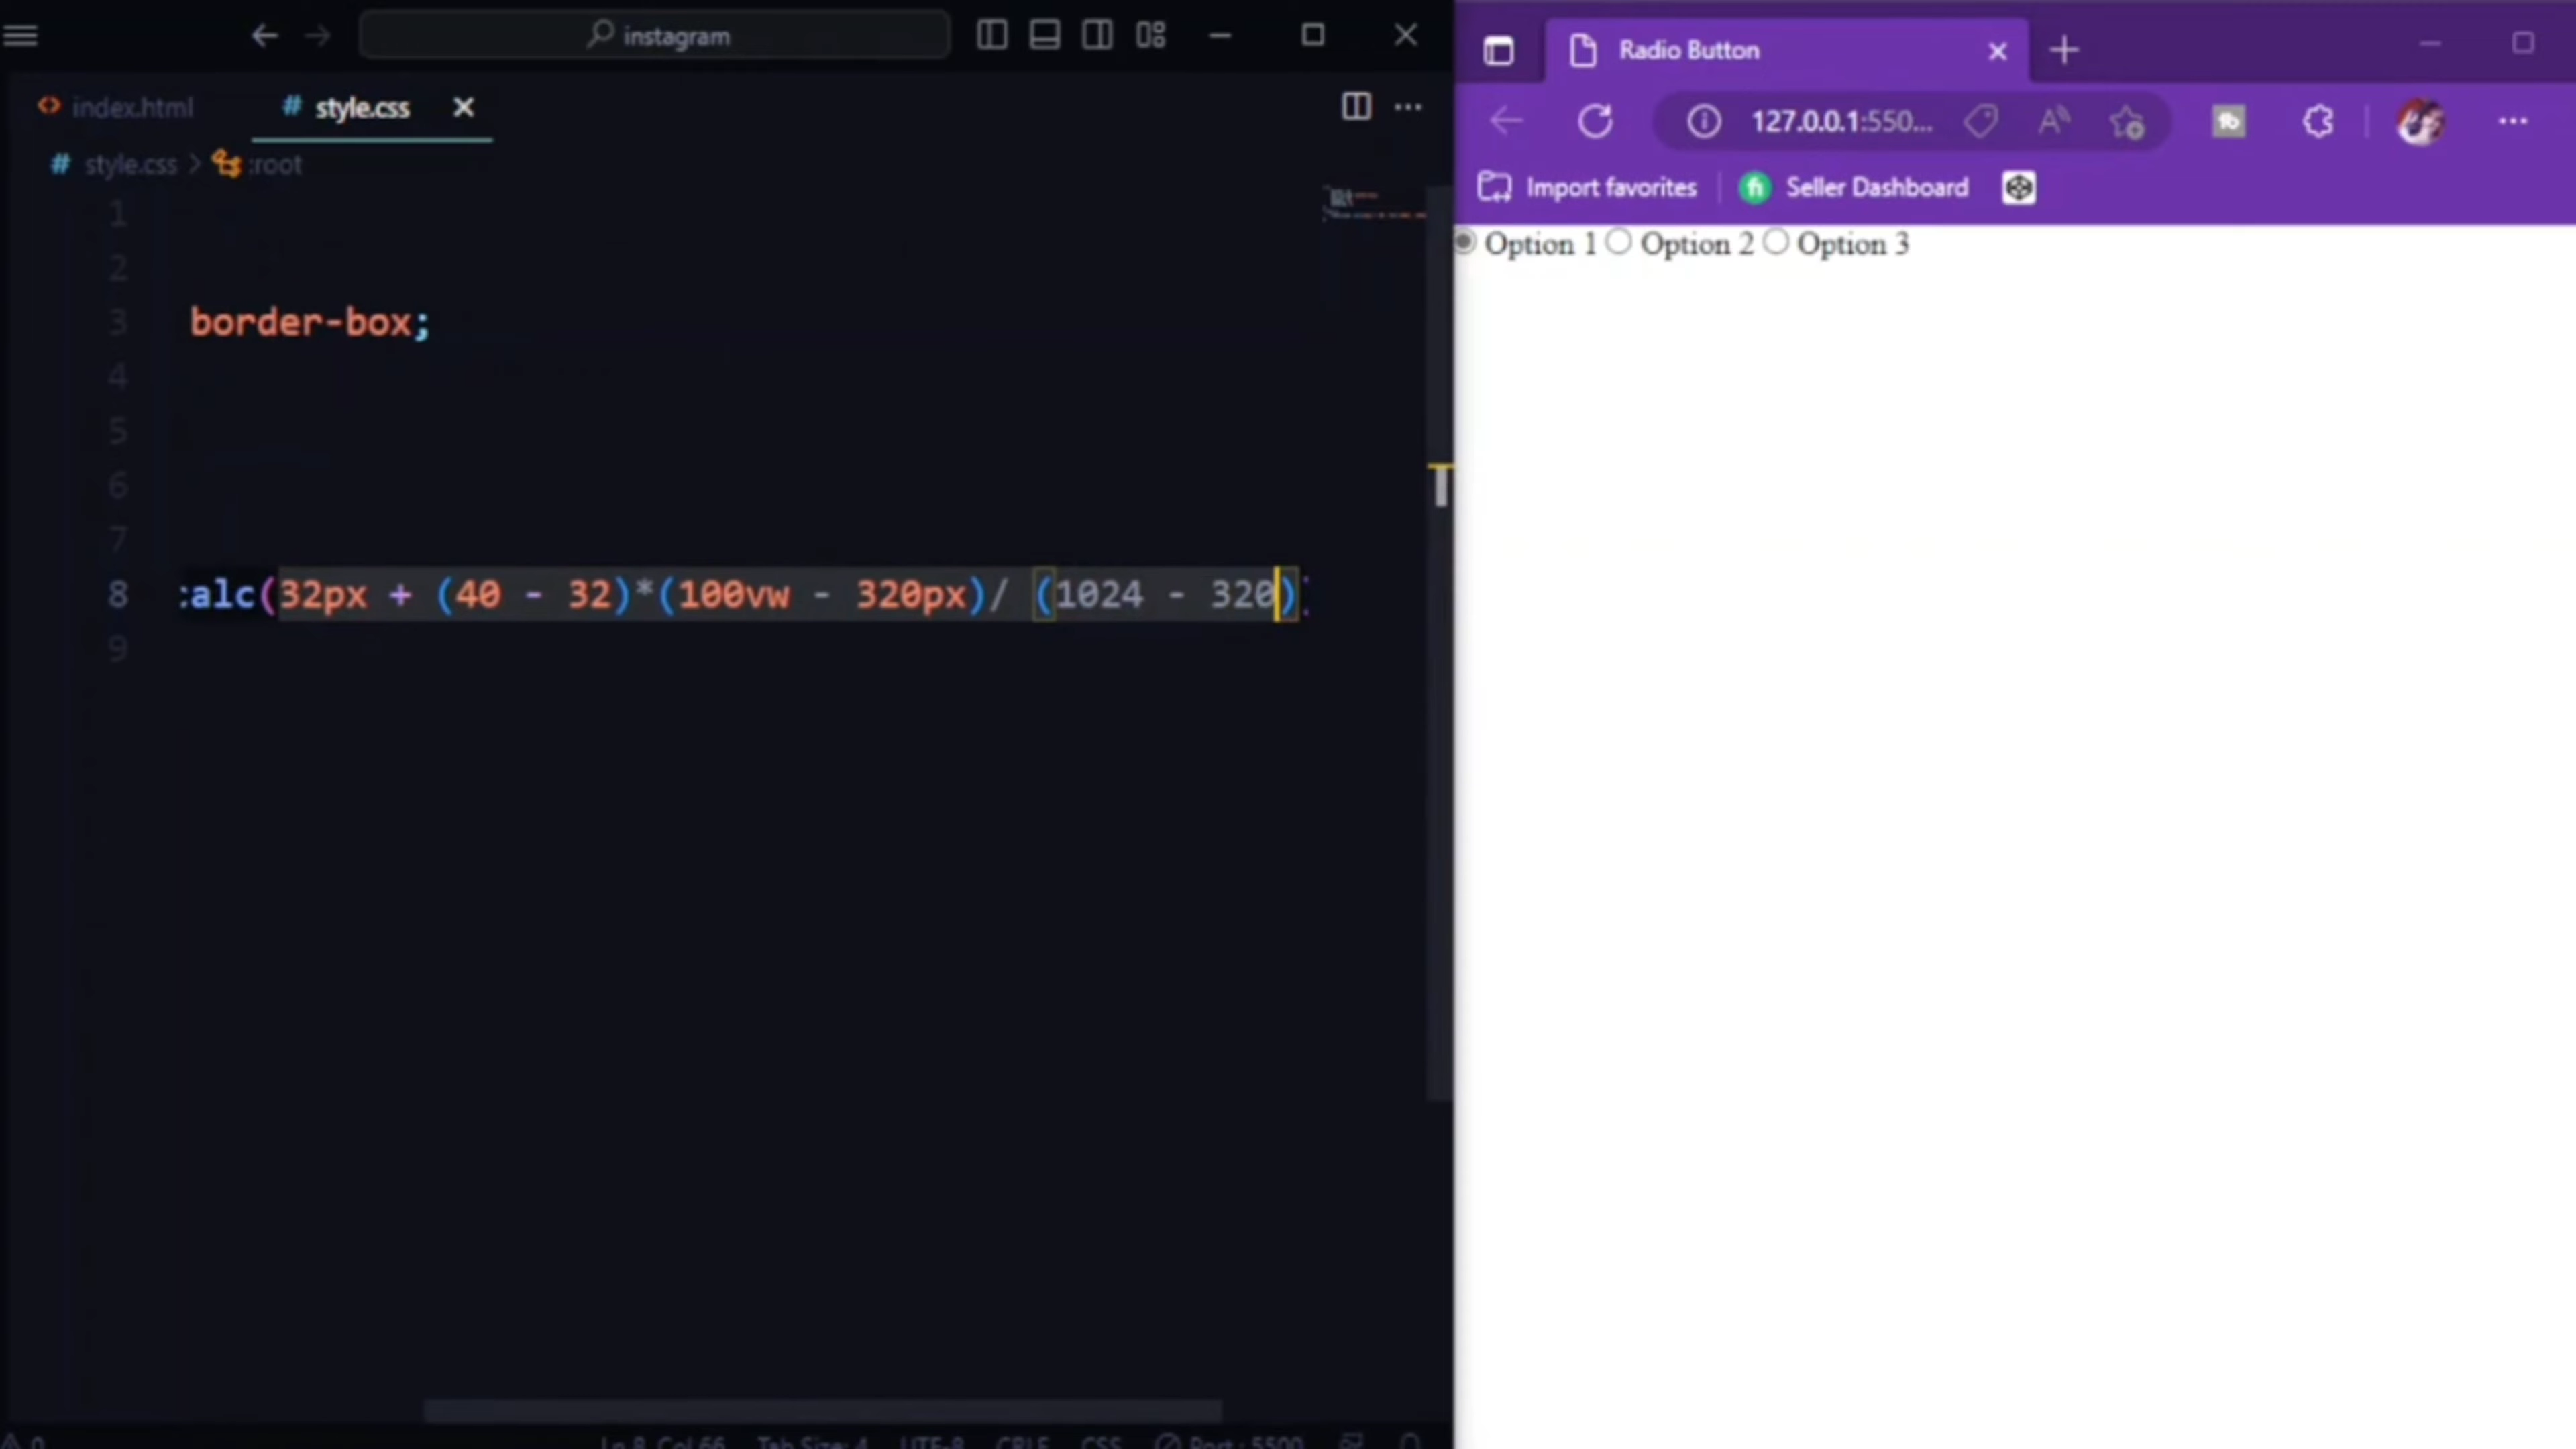 instagram
index.html
style.css
style.css > :root
1
2
3 border-box;
4
5
6
7
8 :alc(32px + (40 - 32)*(100vw - 320px)/ (1024 - 320)
9
Radio Button
127.0.0.1:550...
Import favorites
Seller Dashboard
Option 1 Option 2 Option 3